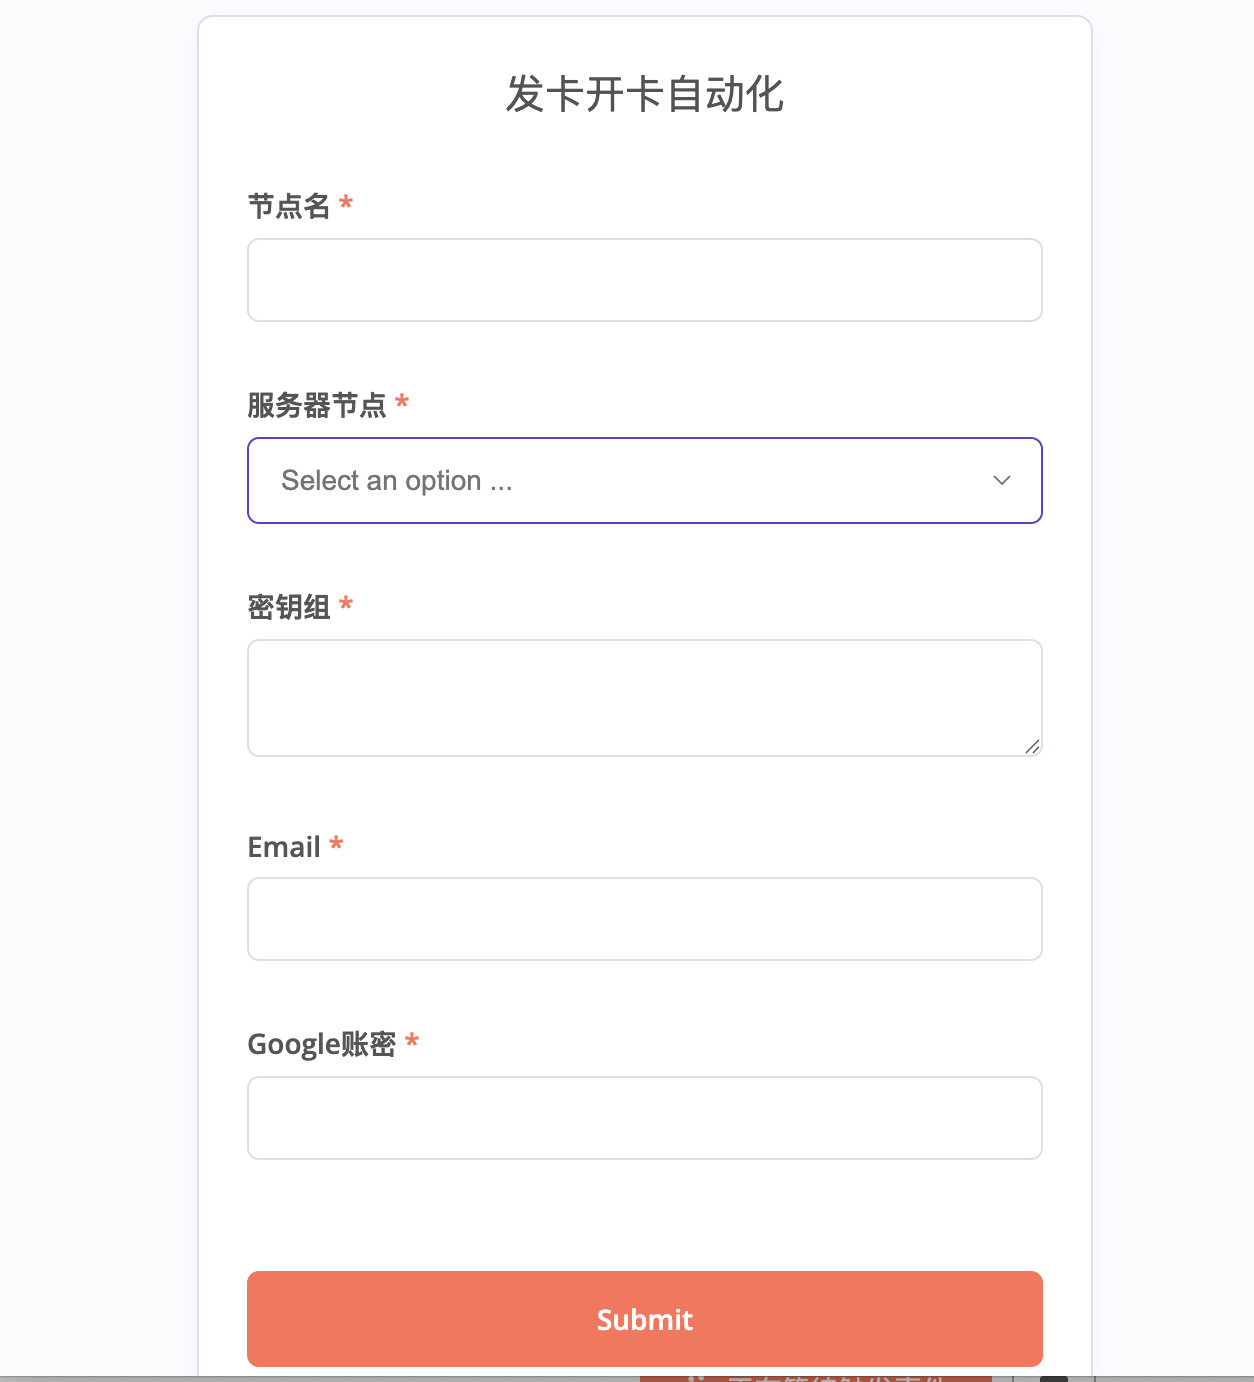 发卡开卡自动化
节点名 *
服务器节点 *
Select an option ...
密钥组 *
Email *
Google账密 *
Submit